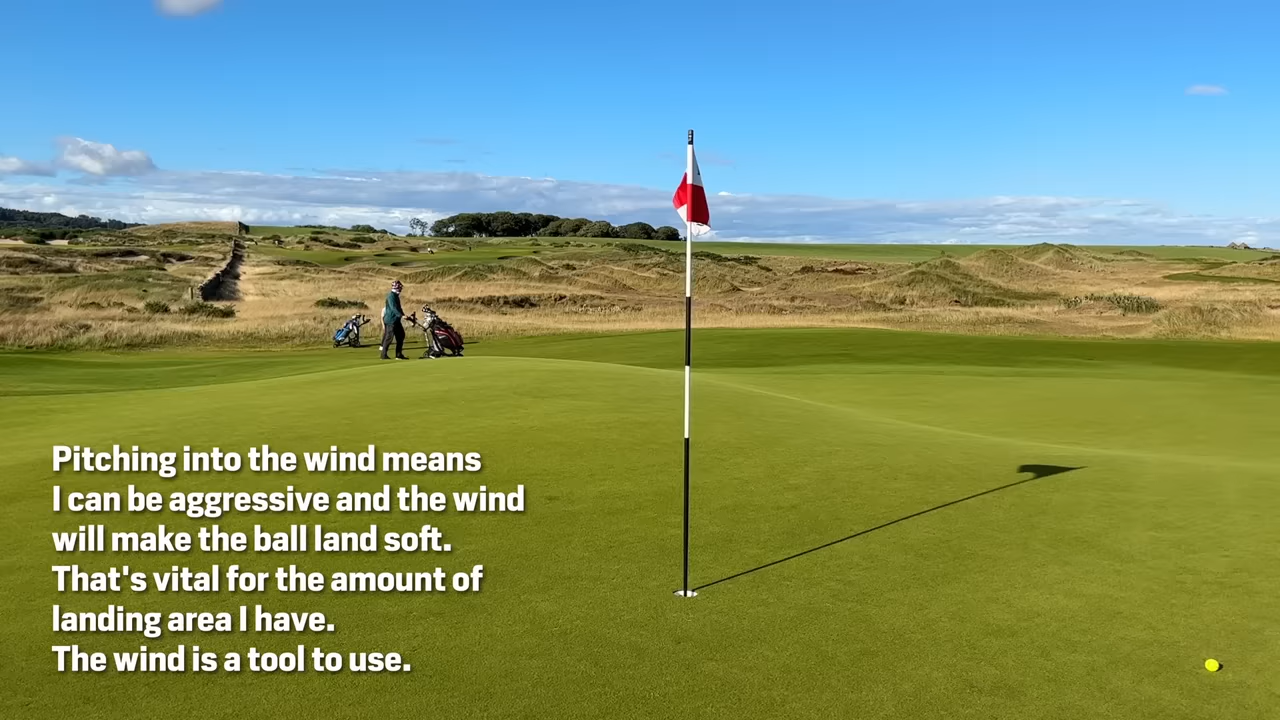 Pitching into the wind means
I can be aggressive and the wind
will make the ball land soft.
That's vital for the amount of
landing area I have.
The wind is a tool to use.